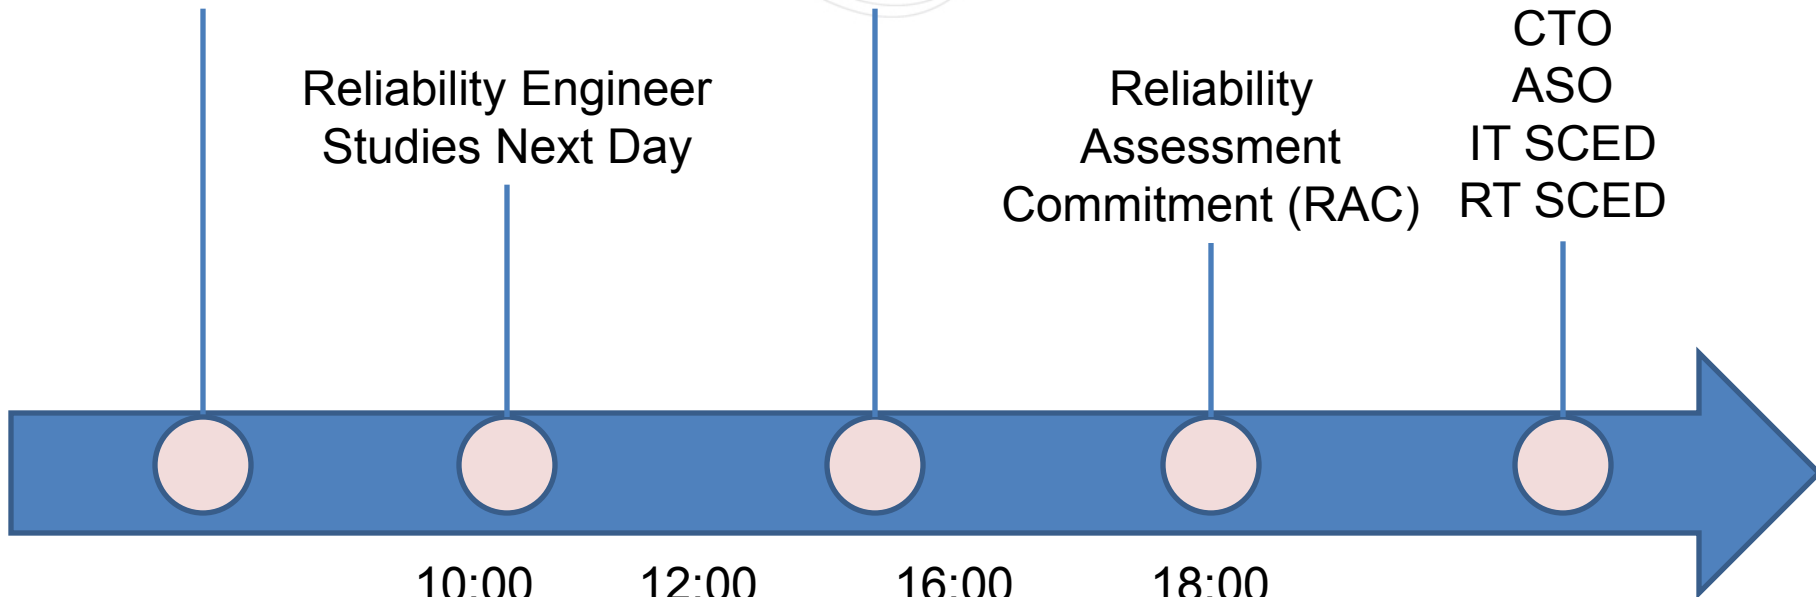 Reliability Engineer
Studies Next Day
Reliability
Assessment
Commitment (RAC)
CTO
ASO
IT SCED
RT SCED
10:00
12:00
16:00
18:00